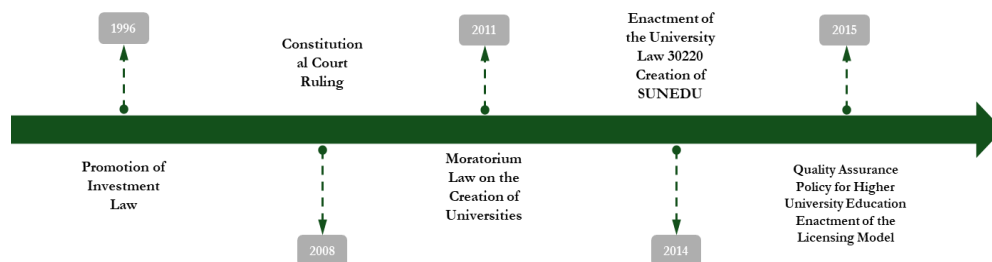 1996
Promotion of
Investment
Law
Constitution
al Court
Ruling
2008
2011
Moratorium
Law on the
Creation of
Universities
Enactment of
the University
Law 30220
Creation of
SUNEDU
2014
2015
Quality Assurance
Policy for Higher
University Education
Enactment of the
Licensing Model